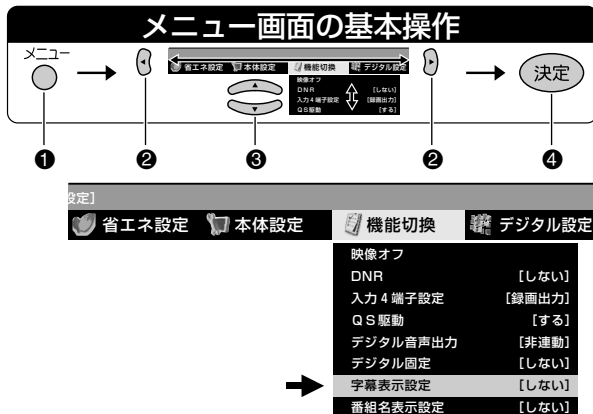 メニュー画面の基本操作
メニュー
省エネ設定 本体設定 機能切換 デジタル設定
映像オフ
DNR [しない]
入力4端子設定 [録画出力]
QS駆動 [する]
決定
❶ ❷ ❸ ❷ ❹
設定]
省エネ設定 本体設定 機能切換 デジタル設定
映像オフ
DNR [しない]
入力4端子設定 [録画出力]
QS駆動 [する]
デジタル音声出力 [非連動]
デジタル固定 [しない]
字幕表示設定 [しない]
番組名表示設定 [しない]